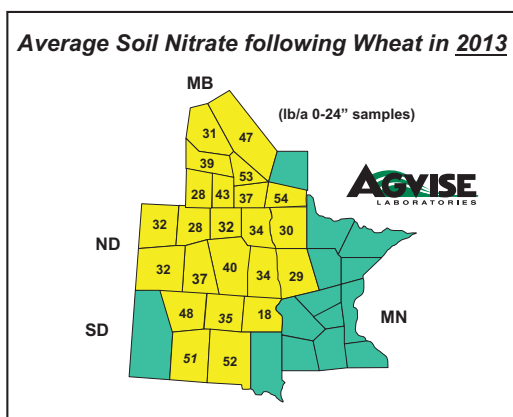 Average Soil Nitrate following Wheat in 2013
MB
(lb/a 0-24” samples)
31 47
39 53
28 43 37 54
AGVISE
LABORATORIES
32 28 32 34 30
ND
32 37 40 34 29
48 35 18
SD MN
51 52